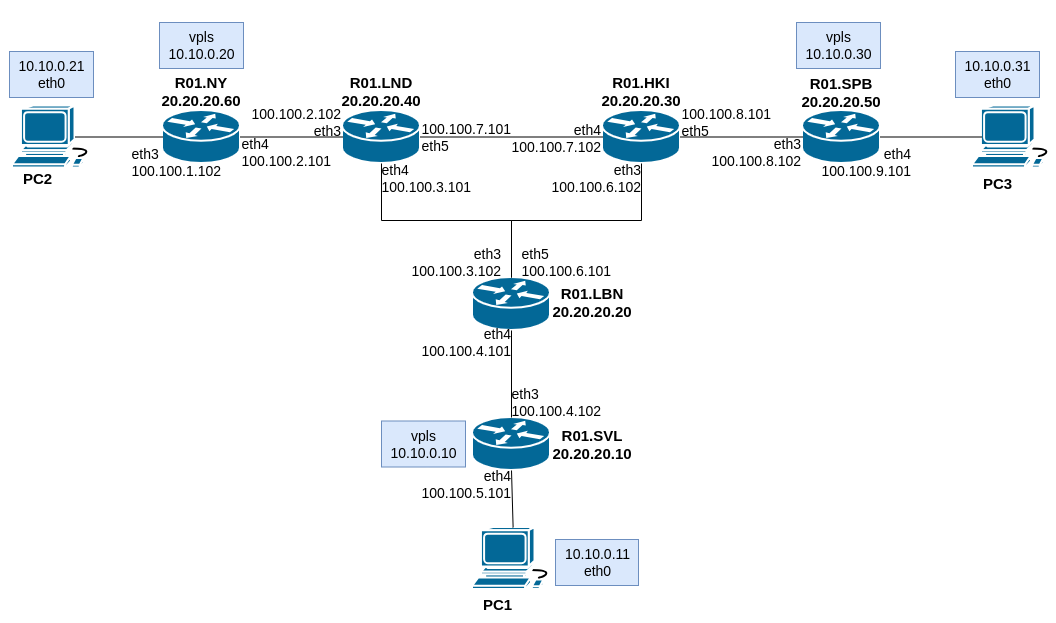 vpls
10.10.0.20
vpls
10.10.0.30
10.10.0.21
eth0
10.10.0.31
eth0
R01.NY
20.20.20.60
R01.LND
20.20.20.40
R01.HKI
20.20.20.30
R01.SPB
20.20.20.50
100.100.2.102
eth3
100.100.7.101
eth5
eth4
100.100.7.102
100.100.8.101
eth5
eth3
100.100.1.102
eth4
100.100.2.101
eth3
100.100.8.102
eth4
100.100.9.101
PC2
eth4
100.100.3.101
eth3
100.100.6.102
PC3
eth3
100.100.3.102
eth5
100.100.6.101
R01.LBN
20.20.20.20
eth4
100.100.4.101
eth3
100.100.4.102
vpls
10.10.0.10
R01.SVL
20.20.20.10
eth4
100.100.5.101
10.10.0.11
eth0
PC1